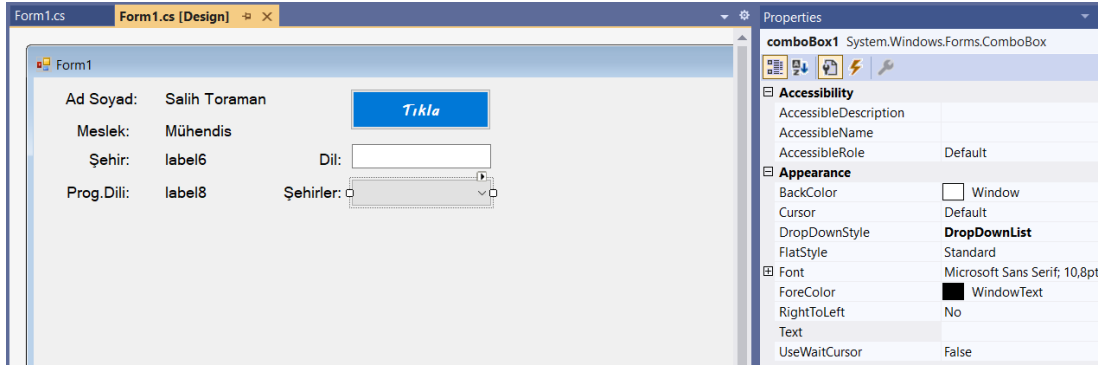 Form1.cs
Form1.cs [Design]
Form1
Ad Soyad: Salih Toraman
Tıkla
Meslek: Mühendis
Şehir: label6
Dil:
Prog.Dili: label8
Şehirler:
Properties
comboBox1 System.Windows.Forms.ComboBox
Accessibility
AccessibleDescription
AccessibleName
AccessibleRole Default
Appearance
BackColor Window
Cursor Default
DropDownStyle DropDownList
FlatStyle Standard
Font Microsoft Sans Serif; 10,8pt
ForeColor WindowText
RightToLeft No
Text
UseWaitCursor False